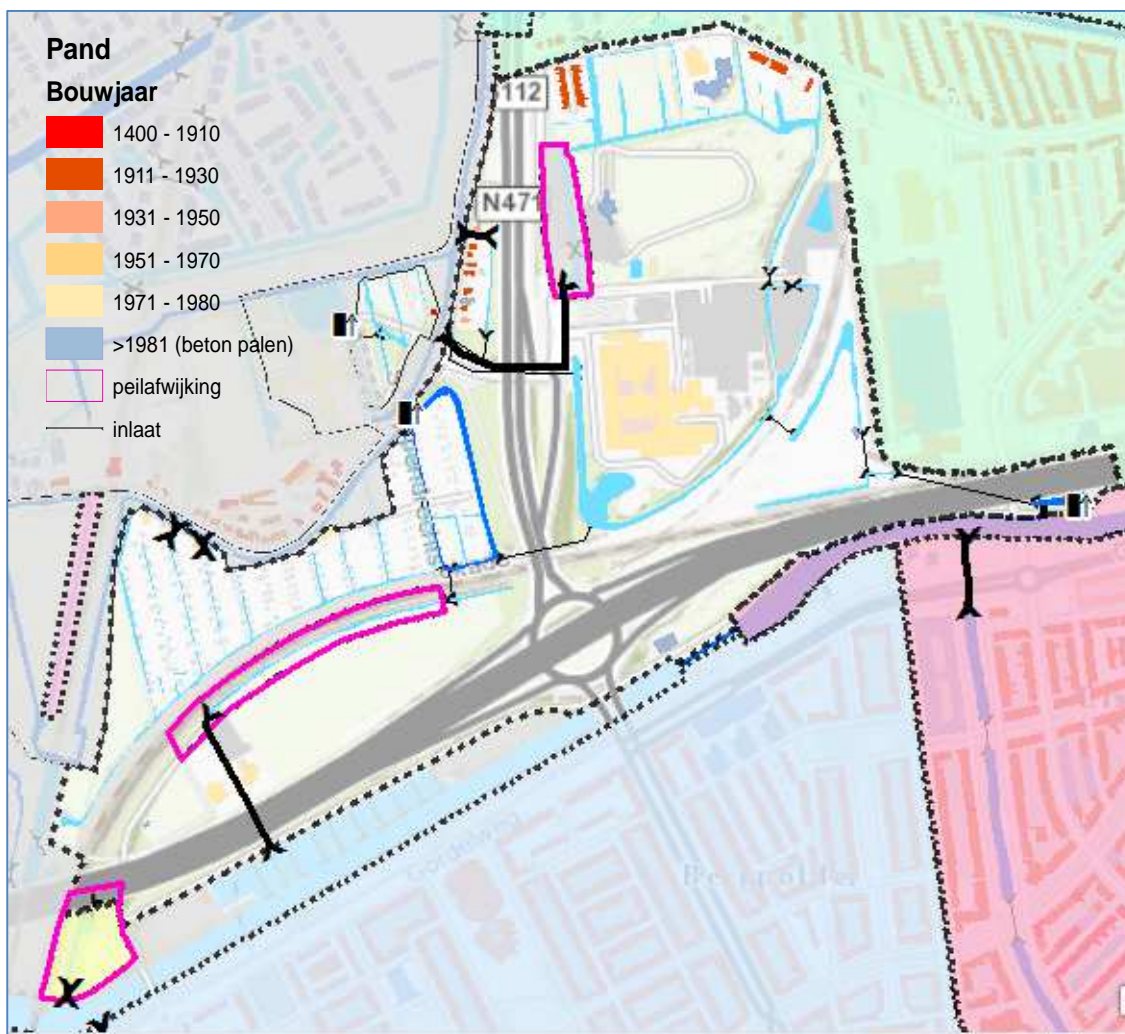 Pand
Bouwjaar
1400 - 1910
1911 - 1930
1931 - 1950
1951 - 1970
1971 - 1980
>1981 (beton palen)
peilafwijking
inlaat
112
N471